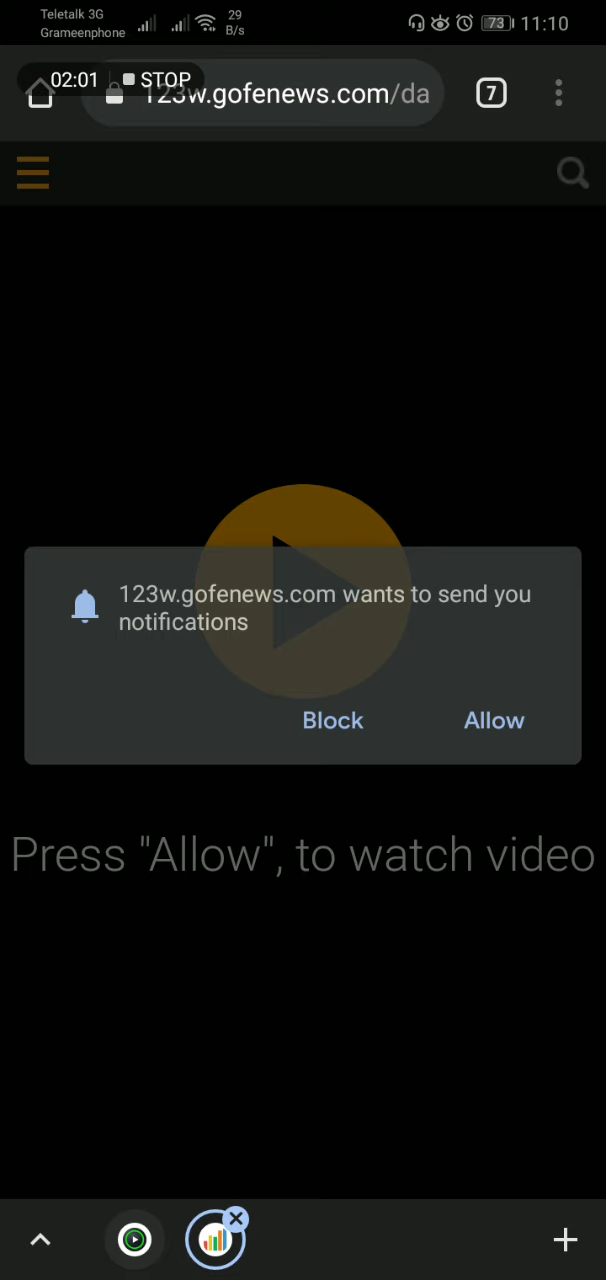 Teletalk 3G
Grameenphone
29
B/s
73
11:10
02:01
STOP
123w.gofenews.com/da
7
123w.gofenews.com wants to send you
notifications
Block
Allow
Press "Allow", to watch video